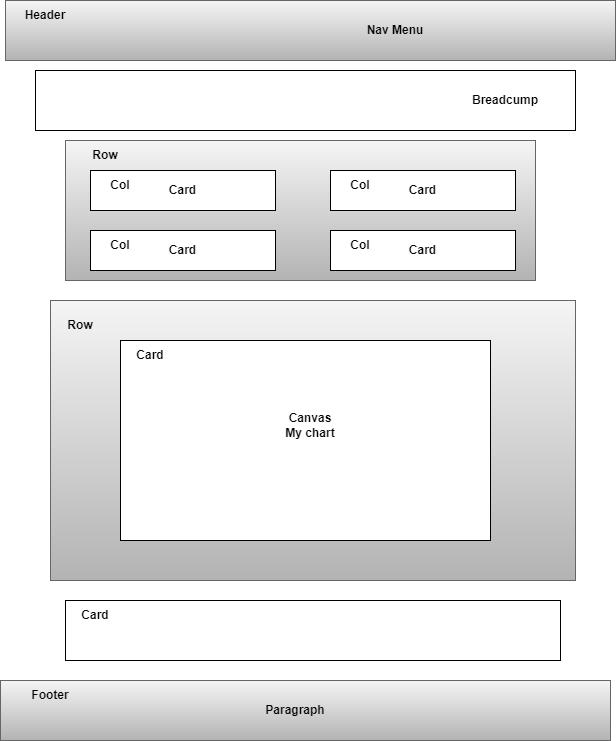 Header
Nav Menu
Breadcump
Row
Col
Card
Col
Card
Col
Card
Col
Card
Row
Card
Canvas
My chart
Card
Footer
Paragraph